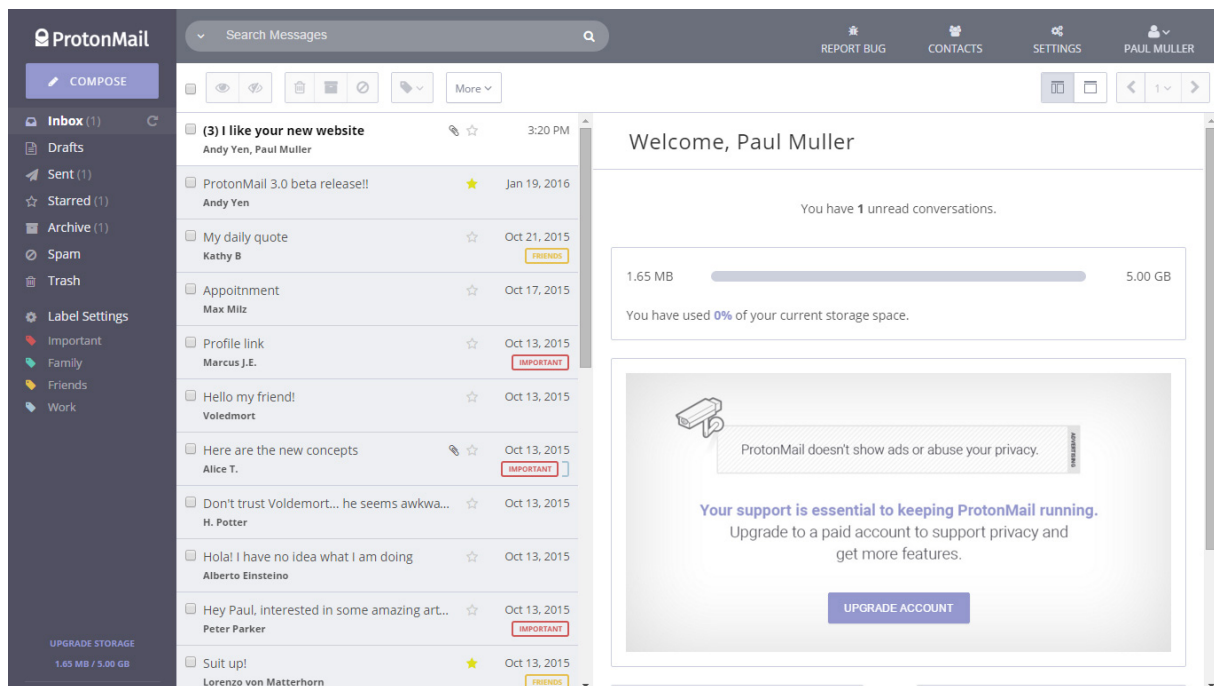 ProtonMail
Search Messages
REPORT BUG
CONTACTS
SETTINGS
PAUL MULLER
COMPOSE
More
1
Inbox (1)
Drafts
Sent (1)
Starred (1)
Archive (1)
Spam
Trash
Label Settings
Important
Family
Friends
Work
UPGRADE STORAGE
1.65 MB / 5.00 GB
(3) I like your new website 3:20 PM
Andy Yen, Paul Muller
ProtonMail 3.0 beta release!! Jan 19, 2016
Andy Yen
My daily quote Oct 21, 2015
Kathy B FRIENDS
Appoitnment Oct 17, 2015
Max Milz
Profile link Oct 13, 2015
Marcus J.E. IMPORTANT
Hello my friend! Oct 13, 2015
Voledmort
Here are the new concepts Oct 13, 2015
Alice T. IMPORTANT
Don't trust Voldemort... he seems awkwa... Oct 13, 2015
H. Potter
Hola! I have no idea what I am doing Oct 13, 2015
Alberto Einsteino
Hey Paul, interested in some amazing art... Oct 13, 2015
Peter Parker IMPORTANT
Suit up! Oct 13, 2015
Lorenzo von Matterhorn FRIENDS
Welcome, Paul Muller
You have 1 unread conversations.
1.65 MB 5.00 GB
You have used 0% of your current storage space.
ProtonMail doesn't show ads or abuse your privacy.
ADVERTISING
Your support is essential to keeping ProtonMail running.
Upgrade to a paid account to support privacy and
get more features.
UPGRADE ACCOUNT